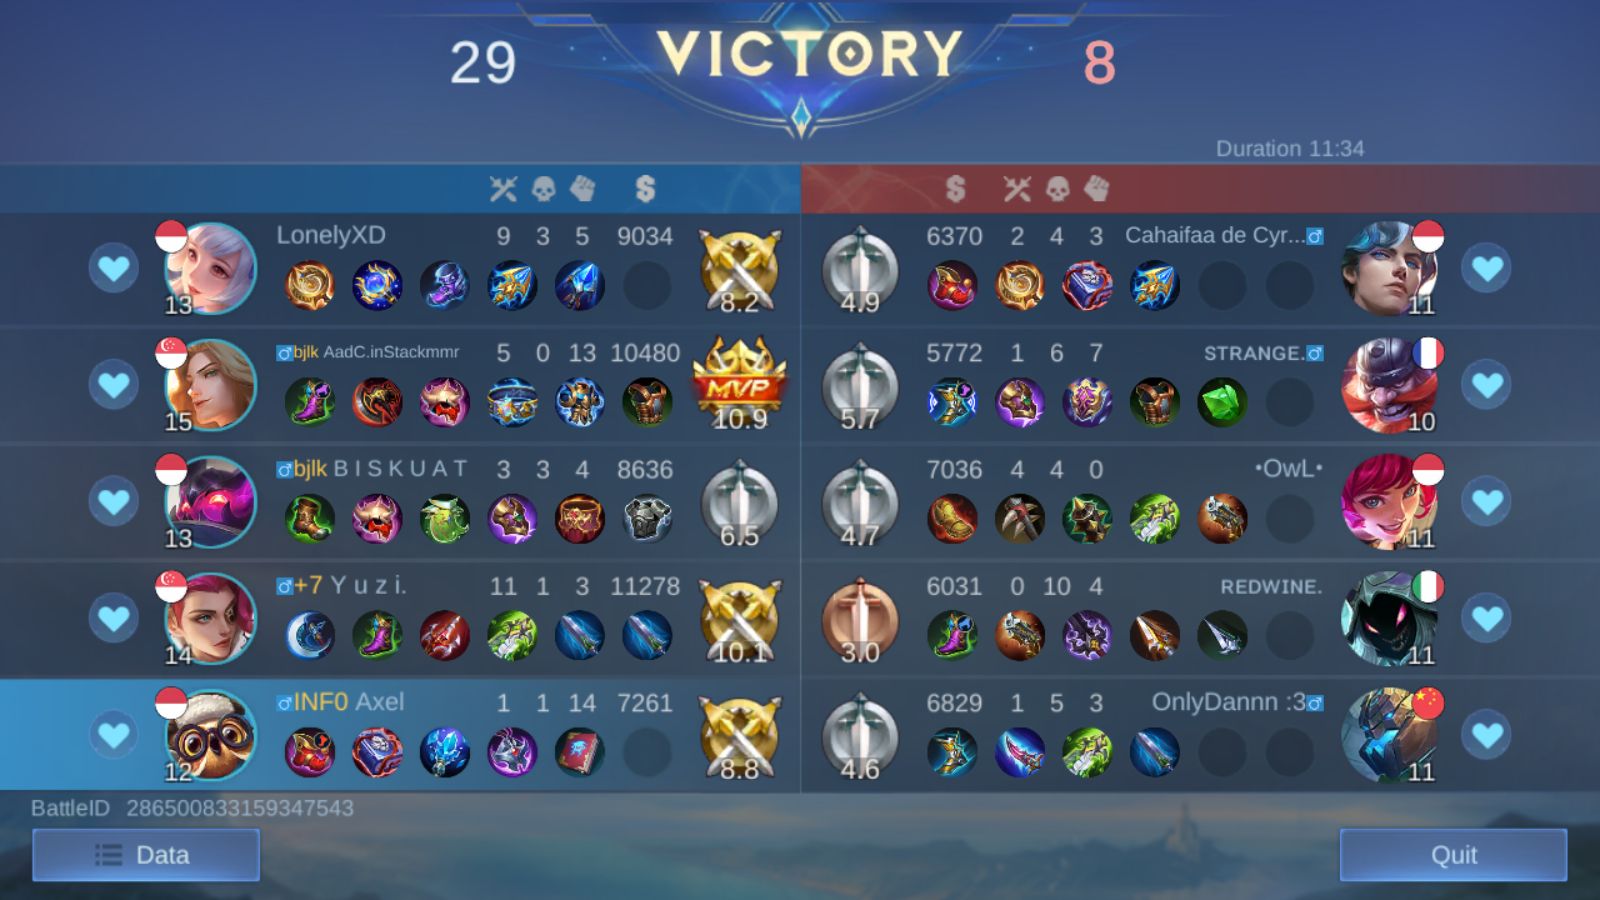 29 VICTORY 8
Duration 11:34
LonelyXD 9 3 5 9034
13 8.2
6370 2 4 3 Cahaifaa de Cyr...
4.9 11
bjlk AadC.inStackmmr 5 0 13 10480
15 MVP 10.9
5772 1 6 7 STRANGE.
5.7 10
bjlk B I S K U A T 3 3 4 8636
13 6.5
7036 4 4 0 •OwL•
4.7 11
+7 Y u z i. 11 1 3 11278
14 10.1
6031 0 10 4 REDWINE.
3.0 11
INF0 Axel 1 1 14 7261
12 8.8
6829 1 5 3 OnlyDannn :3
4.6 11
BattleID 286500833159347543
Data
Quit